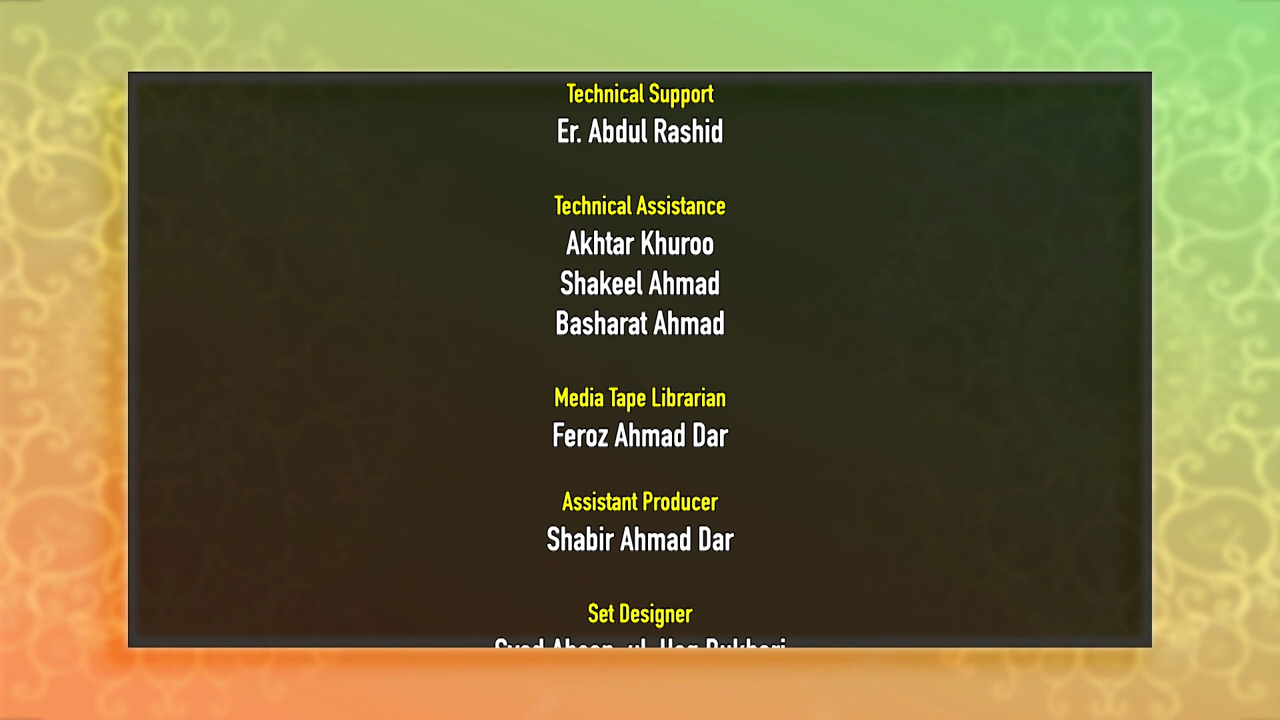 Technical Support
Er. Abdul Rashid
Technical Assistance
Akhtar Khuroo
Shakeel Ahmad
Basharat Ahmad
Media Tape Librarian
Feroz Ahmad Dar
Assistant Producer
Shabir Ahmad Dar
Set Designer